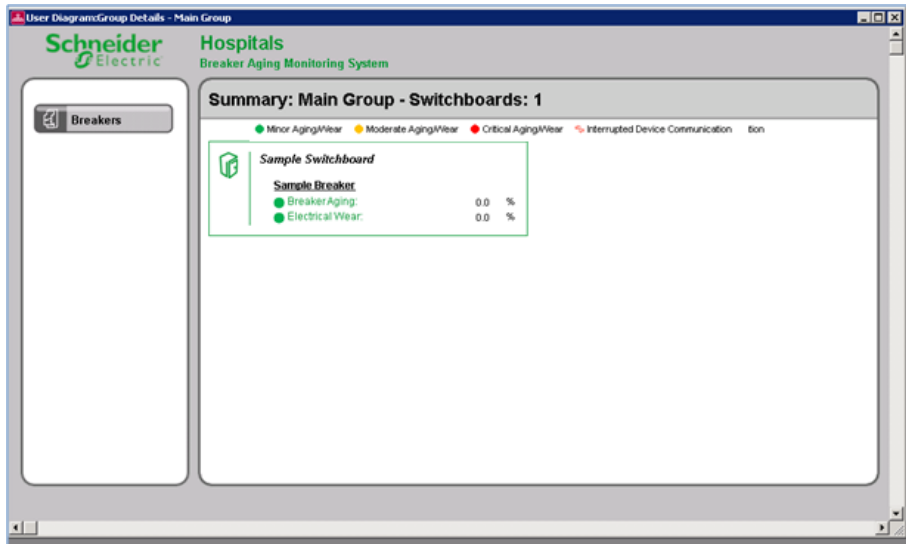 User Diagram:Group Details - Main Group
Schneider Electric
Hospitals
Breaker Aging Monitoring System
Breakers
Summary: Main Group - Switchboards: 1
Minor Aging/Wear Moderate Aging/Wear Critical Aging/Wear Interrupted Device Communication tion
Sample Switchboard
Sample Breaker
Breaker Aging: 0.0 %
Electrical Wear: 0.0 %